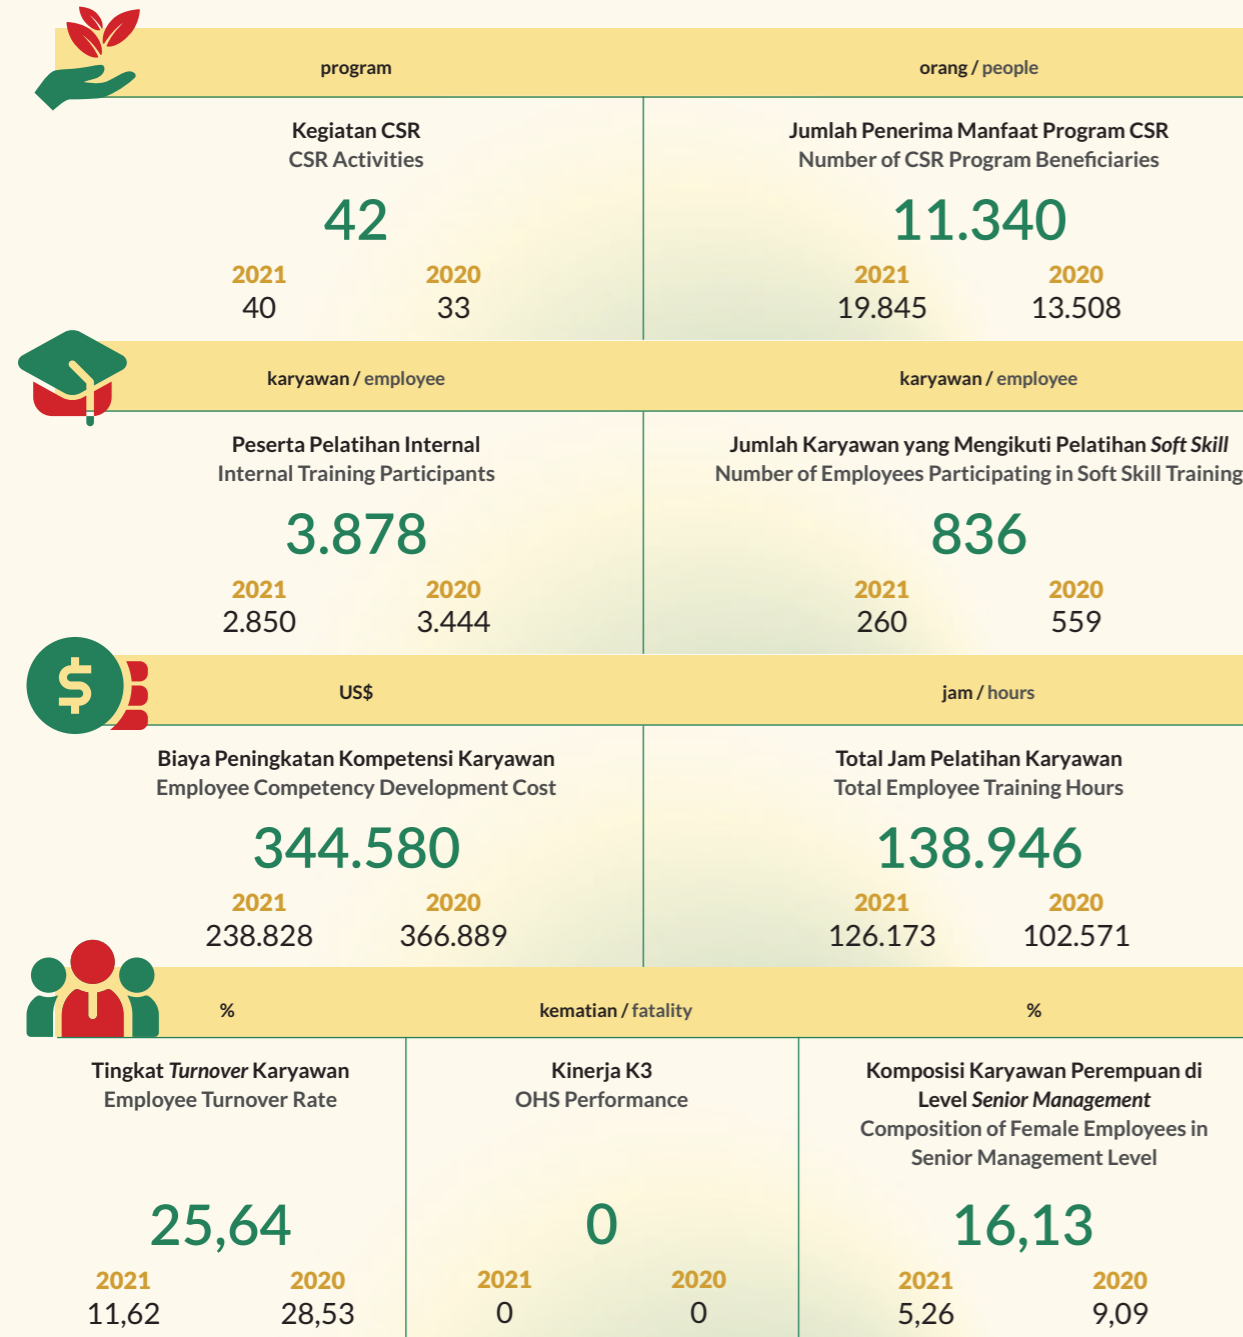 program
orang / people
Kegiatan CSR
CSR Activities
42
2021 2020
40 33
Jumlah Penerima Manfaat Program CSR
Number of CSR Program Beneficiaries
11.340
2021 2020
19.845 13.508
karyawan / employee
karyawan / employee
Peserta Pelatihan Internal
Internal Training Participants
3.878
2021 2020
2.850 3.444
Jumlah Karyawan yang Mengikuti Pelatihan Soft Skill
Number of Employees Participating in Soft Skill Training
836
2021 2020
260 559
$
US$
jam / hours
Biaya Peningkatan Kompetensi Karyawan
Employee Competency Development Cost
344.580
2021 2020
238.828 366.889
Total Jam Pelatihan Karyawan
Total Employee Training Hours
138.946
2021 2020
126.173 102.571
%
kematian / fatality
%
Tingkat Turnover Karyawan
Employee Turnover Rate
25,64
2021 2020
11,62 28,53
Kinerja K3
OHS Performance
0
2021 2020
0 0
Komposisi Karyawan Perempuan di
Level Senior Management
Composition of Female Employees in
Senior Management Level
16,13
2021 2020
5,26 9,09